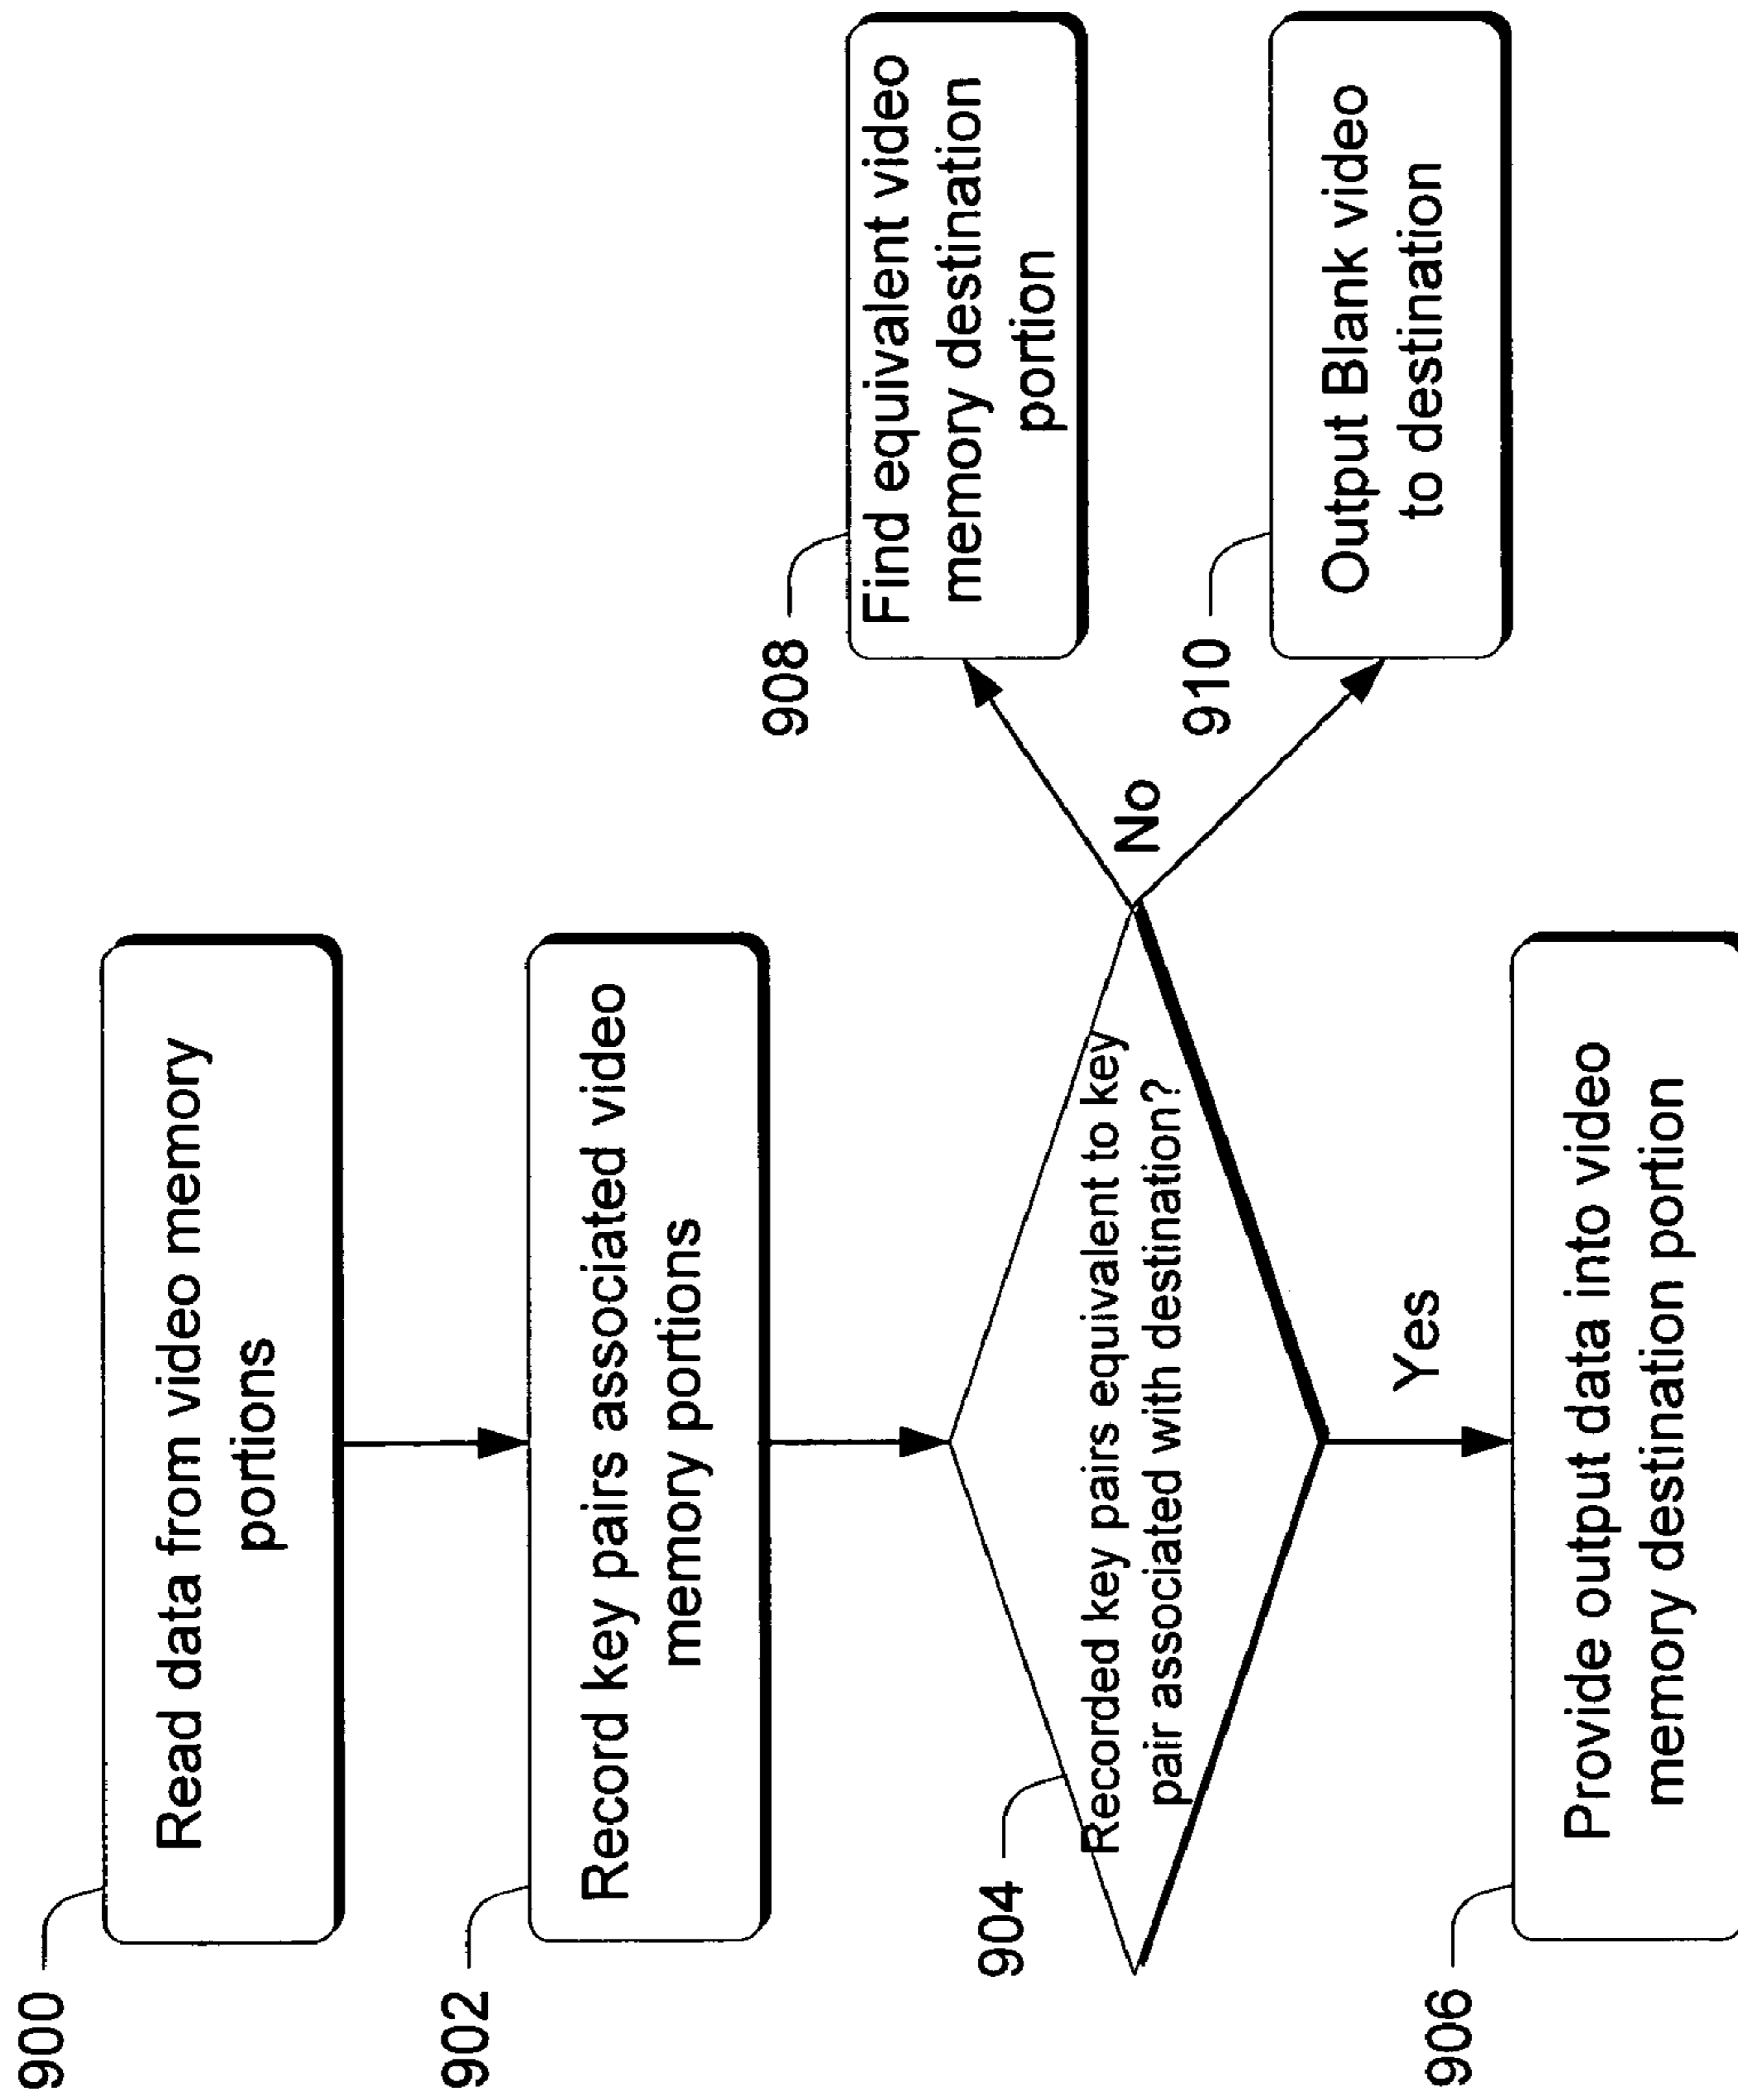 900
Read data from video memory
portions
902
Record key pairs associated video
memory portions
904
Recorded key pairs equivalent to key
pair associated with destination?
No
908
Find equivalent video
memory destination
portion
910
Output Blank video
to destination
Yes
906
Provide output data into video
memory destination portion